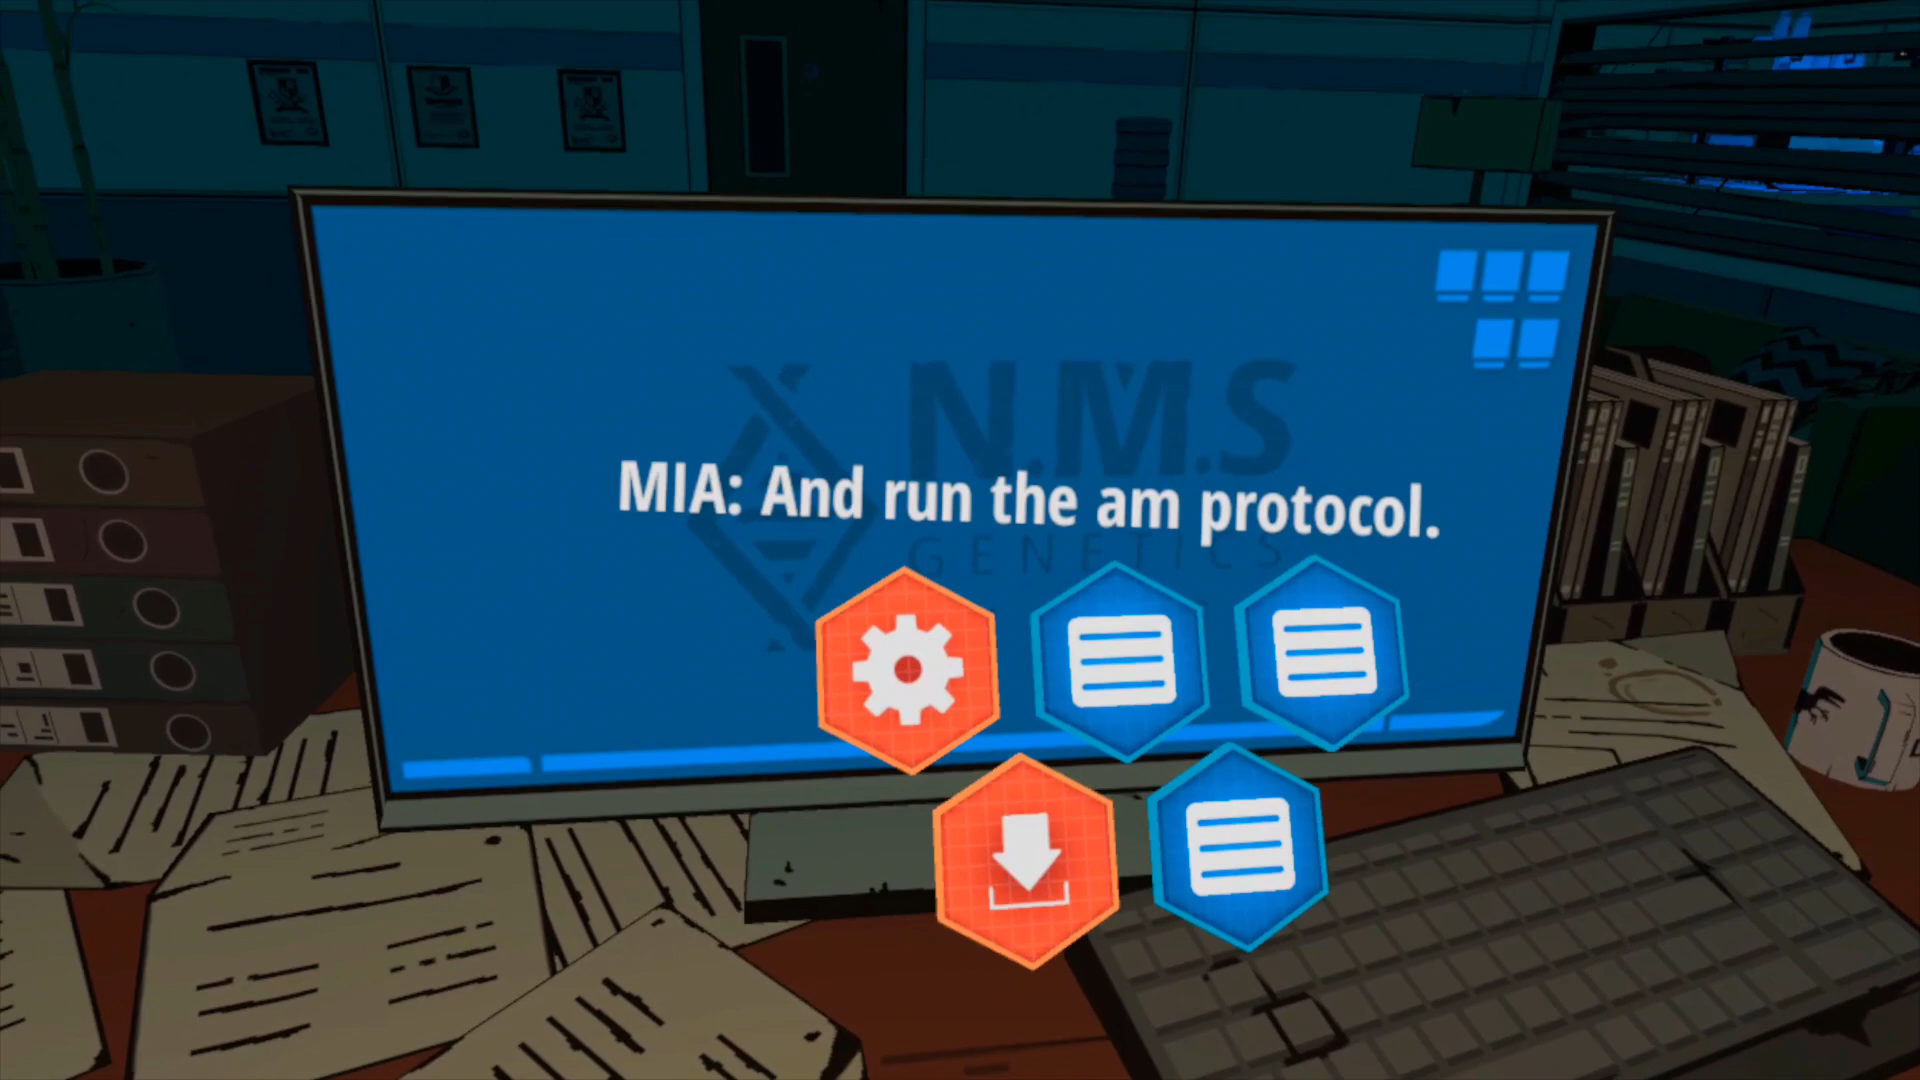 N.M.S
MIA: And run the am protocol.
GENETICS